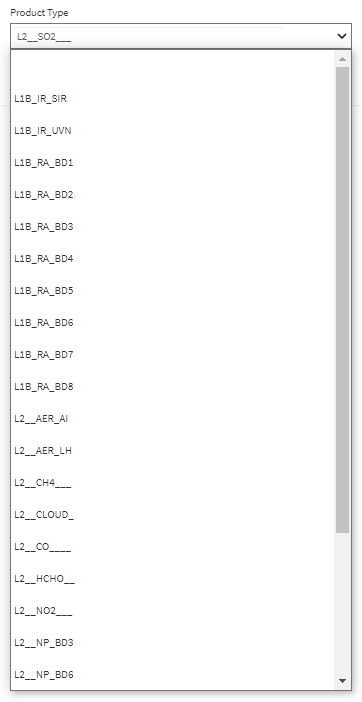 Product Type
L2__SO2___
L1B_IR_SIR
L1B_IR_UVN
L1B_RA_BD1
L1B_RA_BD2
L1B_RA_BD3
L1B_RA_BD4
L1B_RA_BD5
L1B_RA_BD6
L1B_RA_BD7
L1B_RA_BD8
L2__AER_AI
L2__AER_LH
L2__CH4___
L2__CLOUD_
L2__CO____
L2__HCHO__
L2__NO2___
L2__NP_BD3
L2__NP_BD6